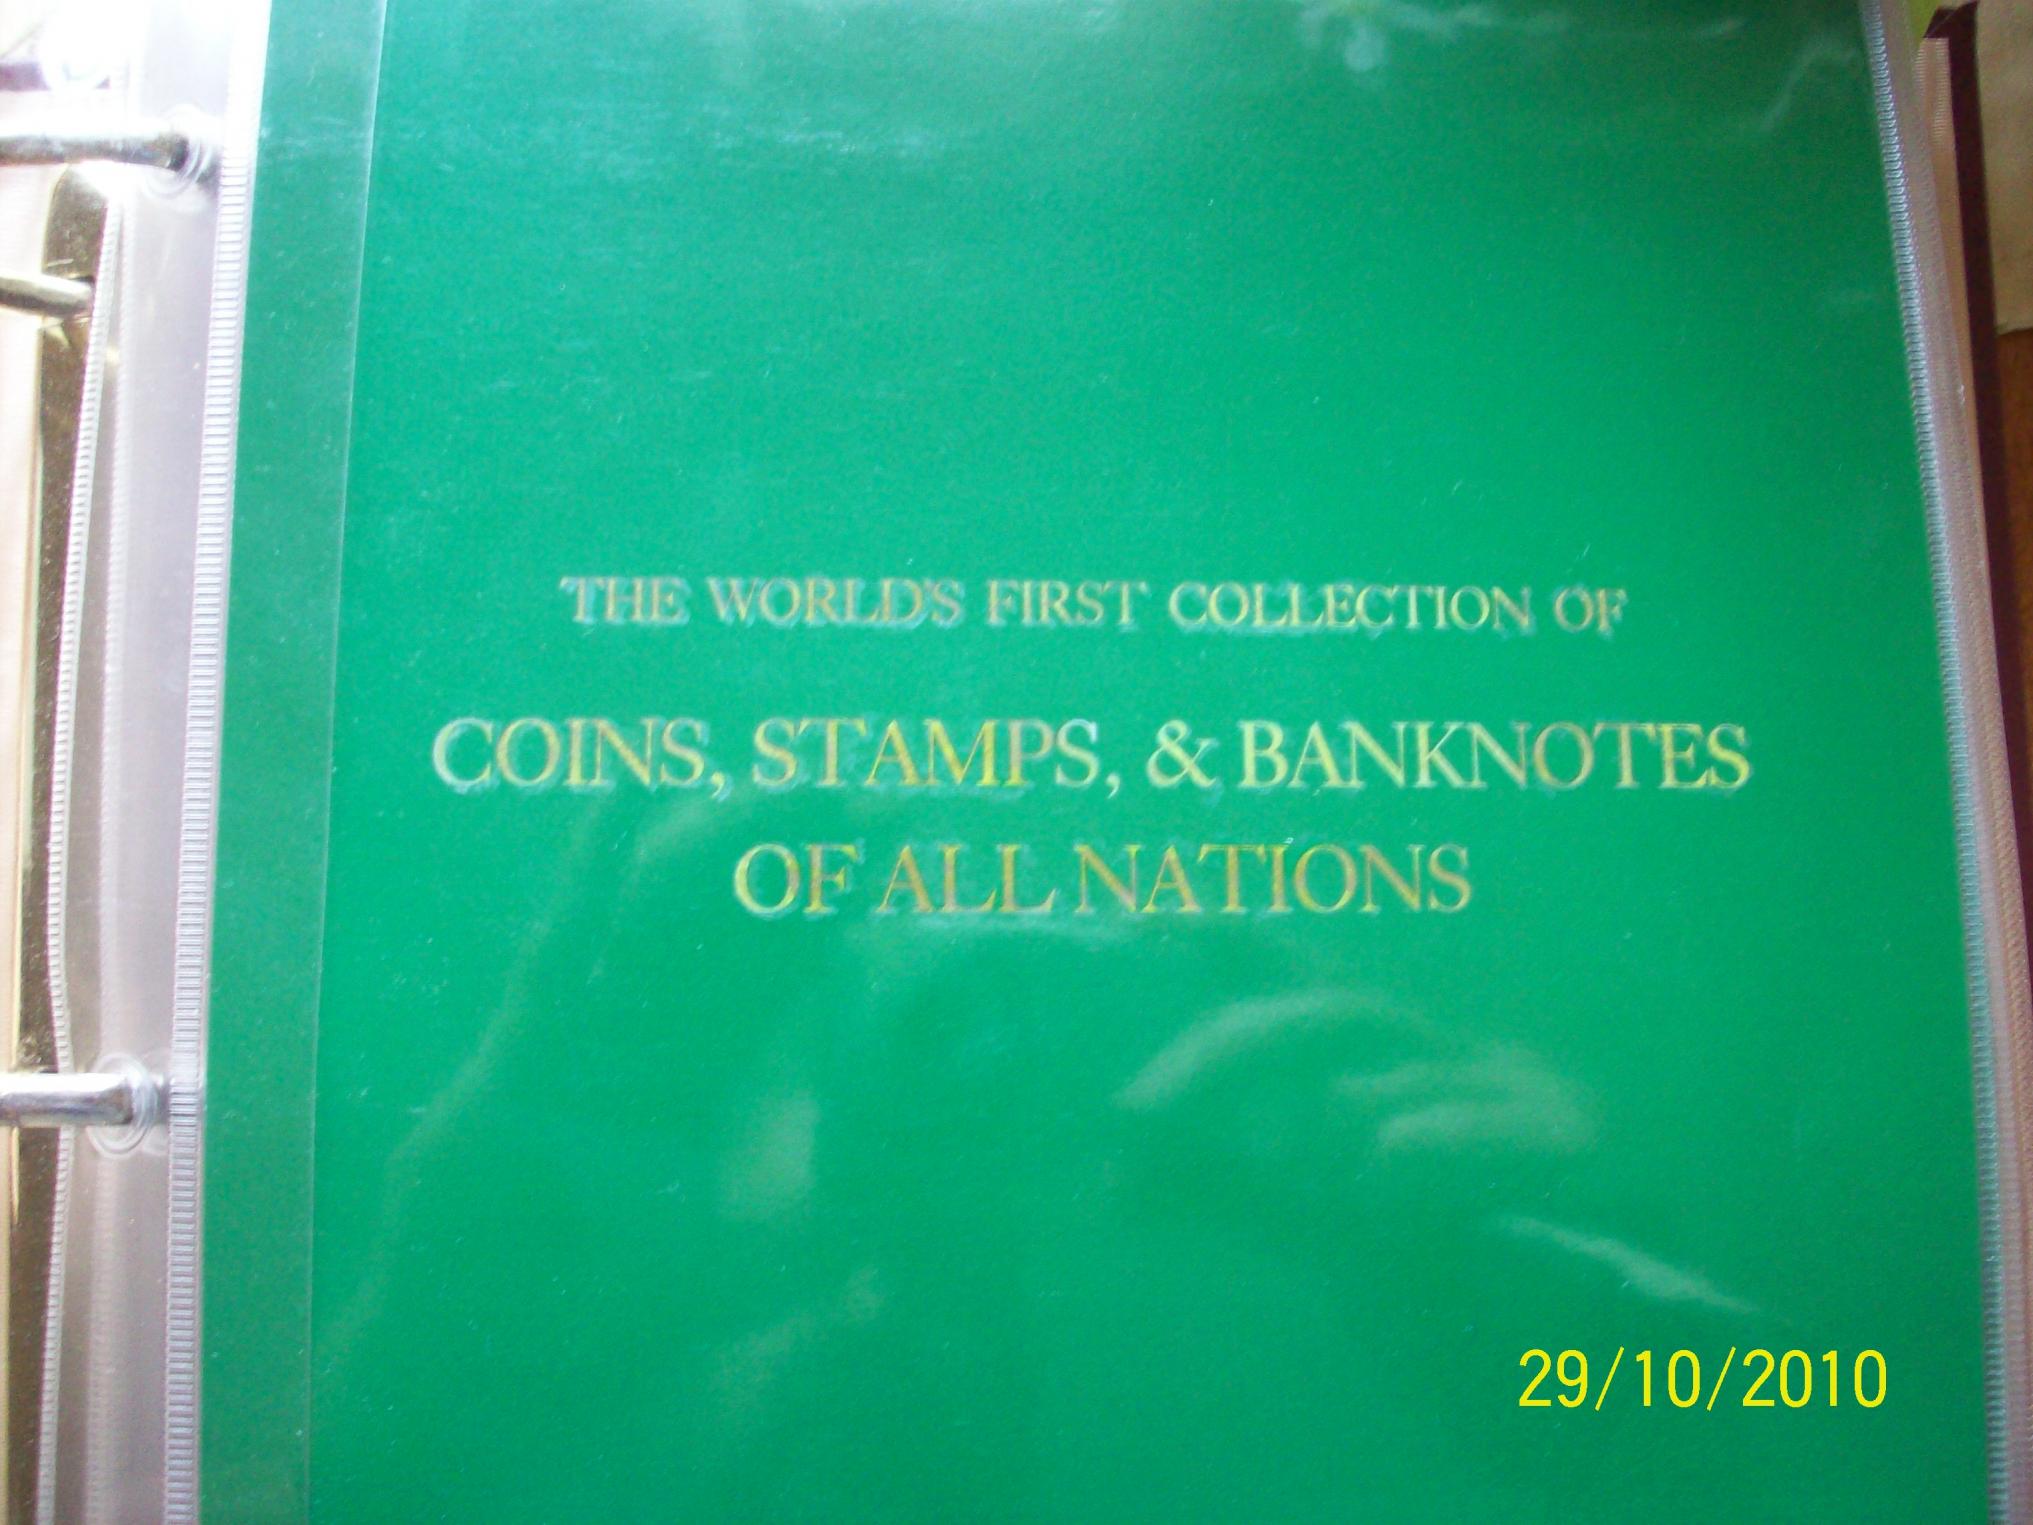 THE WORLD'S FIRST COLLECTION OF
COINS, STAMPS, & BANKNOTES
OF ALL NATIONS
29/10/2010